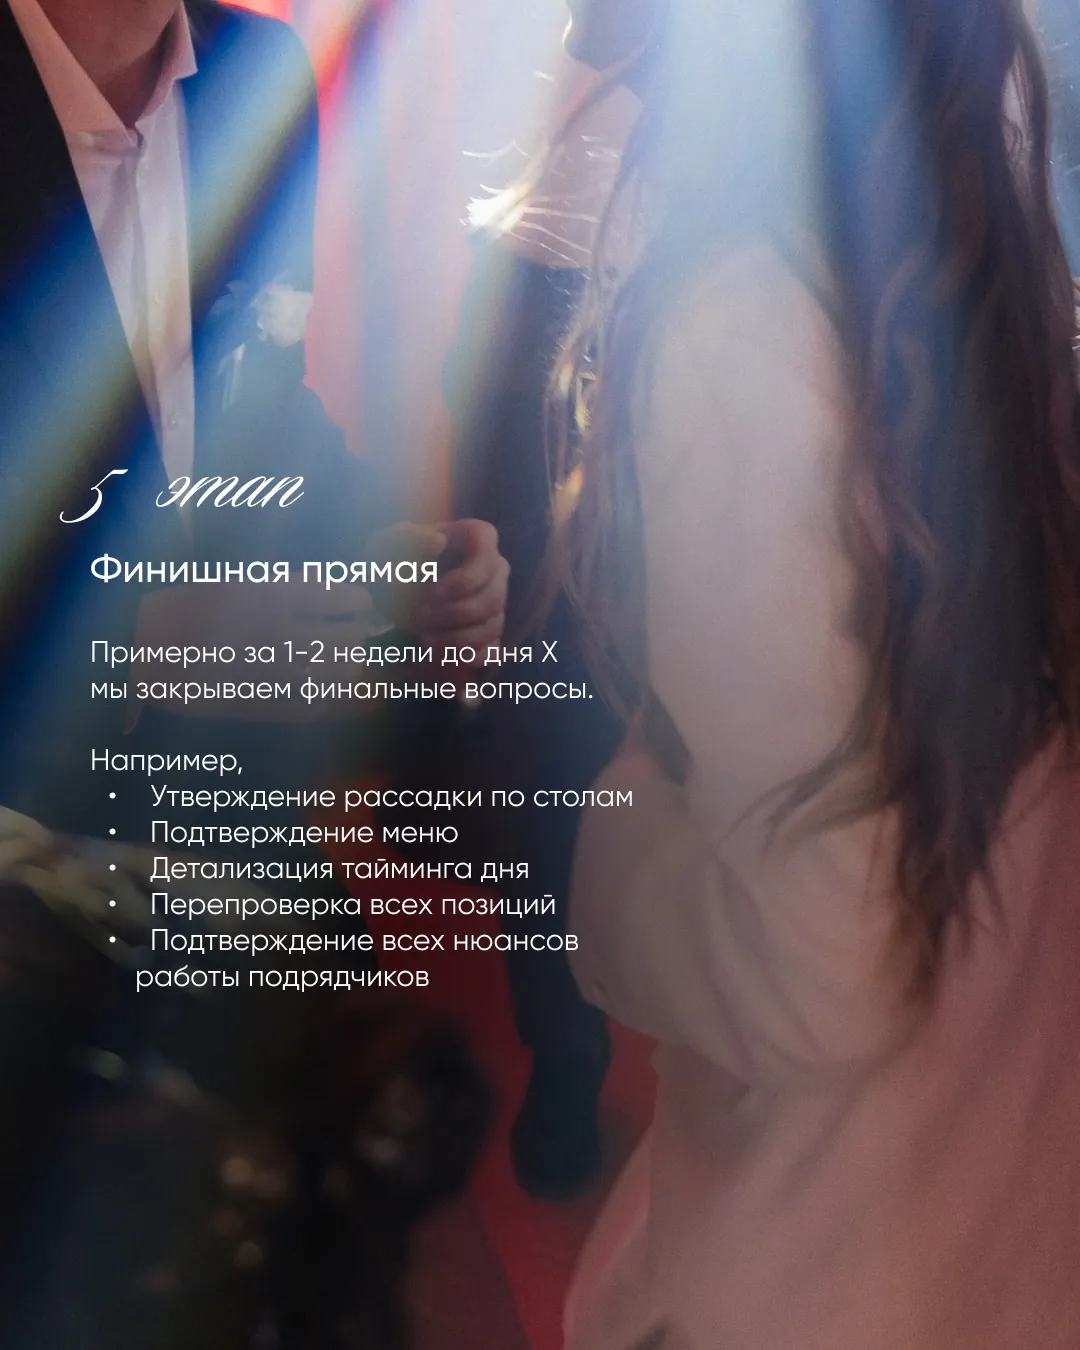 5 этап
Финишная прямая
Примерно за 1-2 недели до дня Х
мы закрываем финальные вопросы.
Например,
• Утверждение рассадки по столам
• Подтверждение меню
• Детализация тайминга дня
• Перепроверка всех позиций
• Подтверждение всех нюансов
работы подрядчиков